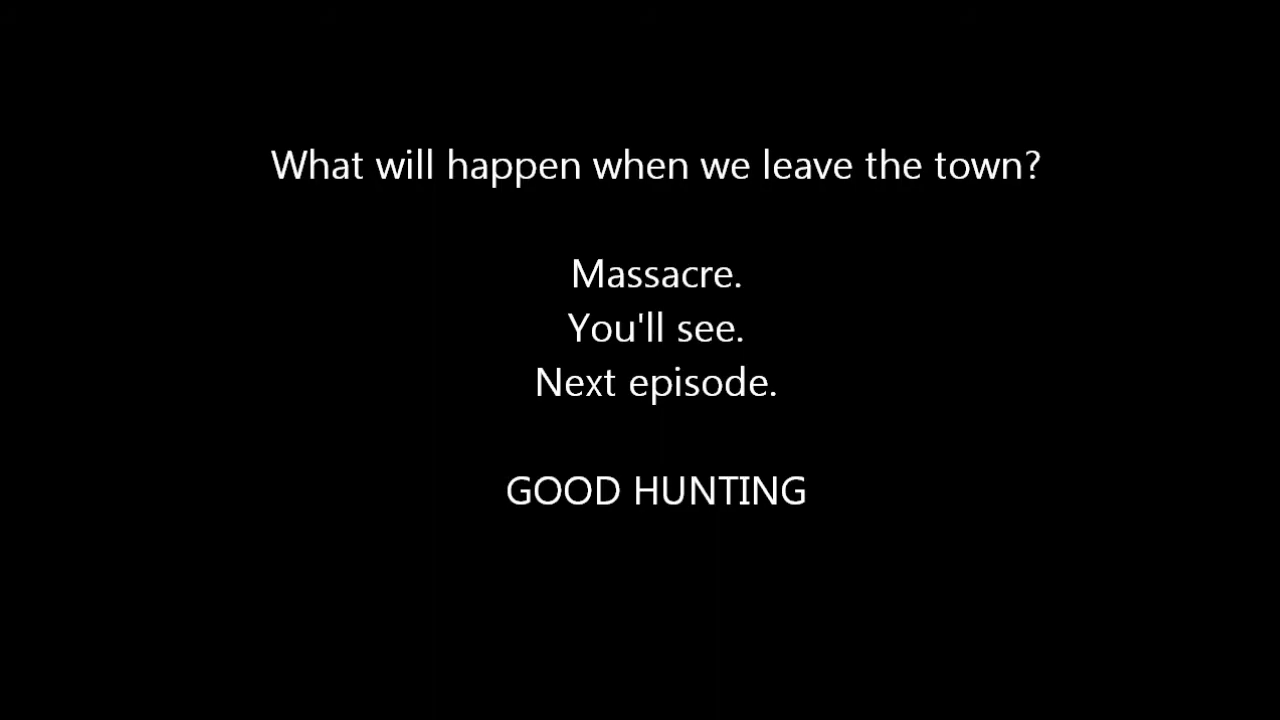 What will happen when we leave the town?
Massacre.
You'll see.
Next episode.
GOOD HUNTING